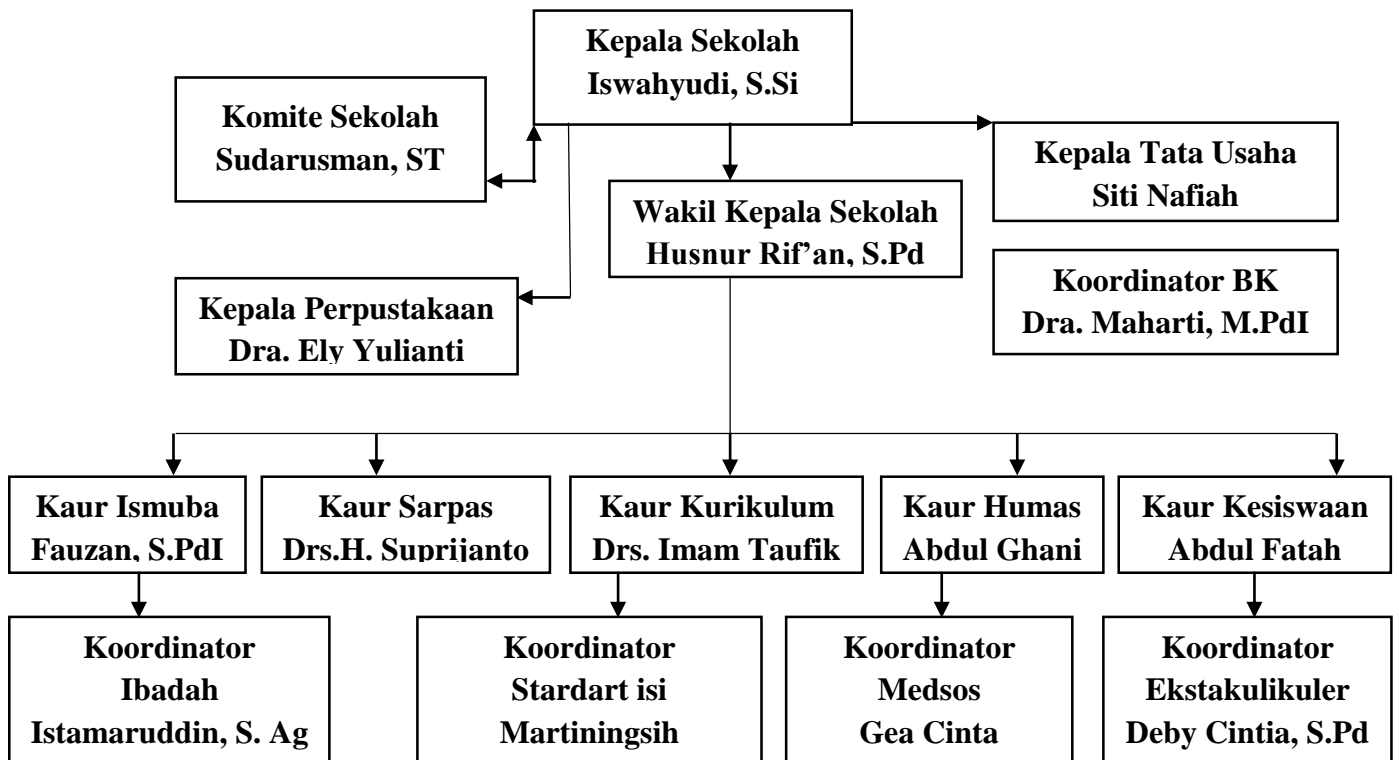 Kepala Sekolah
Iswahyudi, S.Si
Komite Sekolah
Sudarusman, ST
Kepala Tata Usaha
Siti Nafiah
Wakil Kepala Sekolah
Husnur Rif’an, S.Pd
Koordinator BK
Dra. Maharti, M.PdI
Kepala Perpustakaan
Dra. Ely Yulianti
Kaur Ismuba
Fauzan, S.PdI
Kaur Sarpas
Drs.H. Suprijanto
Kaur Kurikulum
Drs. Imam Taufik
Kaur Humas
Abdul Ghani
Kaur Kesiswaan
Abdul Fatah
Koordinator
Ibadah
Istamaruddin, S. Ag
Koordinator
Stardart isi
Martiningsih
Koordinator
Medsos
Gea Cinta
Koordinator
Ekstakulikuler
Deby Cintia, S.Pd